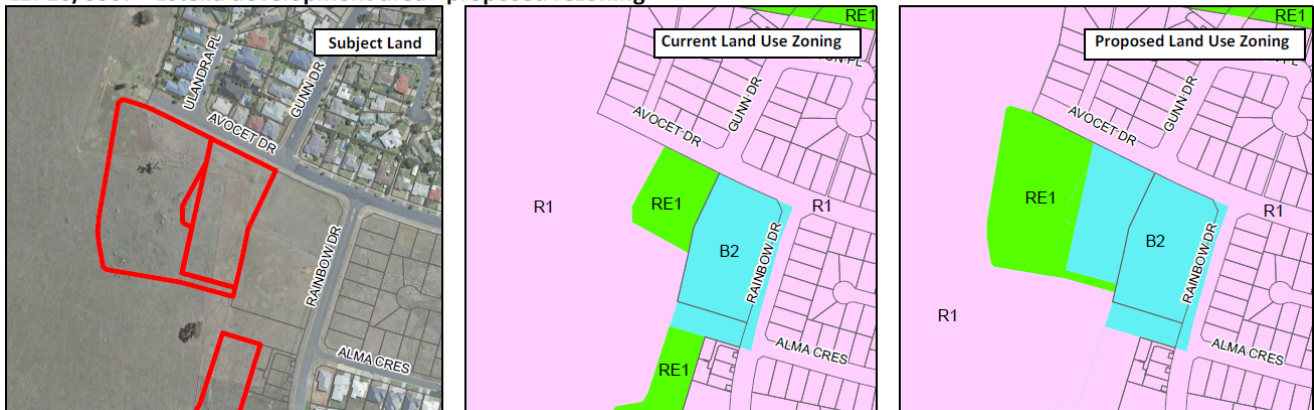 Subject Land
ULANDRA PL
GUNN DR
AVOCET DR
RAINBOW DR
ALMA CRES
RE1
Current Land Use Zoning
GUNN DR
AVOCET DR
RE1
R1
R1
B2
RAINBOW DR
ALMA CRES
RE1
RE1
Proposed Land Use Zoning
GUNN DR
AVOCET DR
RE1
R1
B2
RAINBOW DR
R1
ALMA CRES